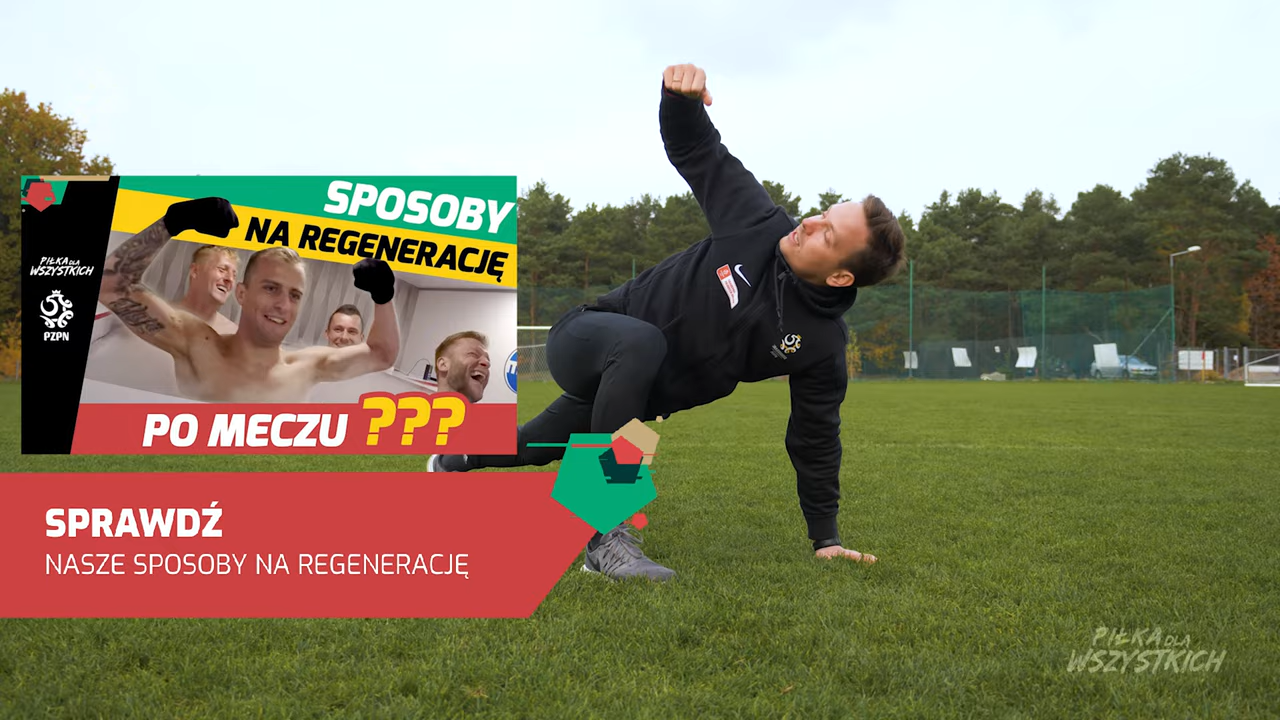 SPOSOBY
NA REGENERACJĘ
PIŁKA DLA
WSZYSTKICH
PZPN
PO MECZU ???
SPRAWDŹ
NASZE SPOSOBY NA REGENERACJĘ
PIŁKA DLA
WSZYSTKICH